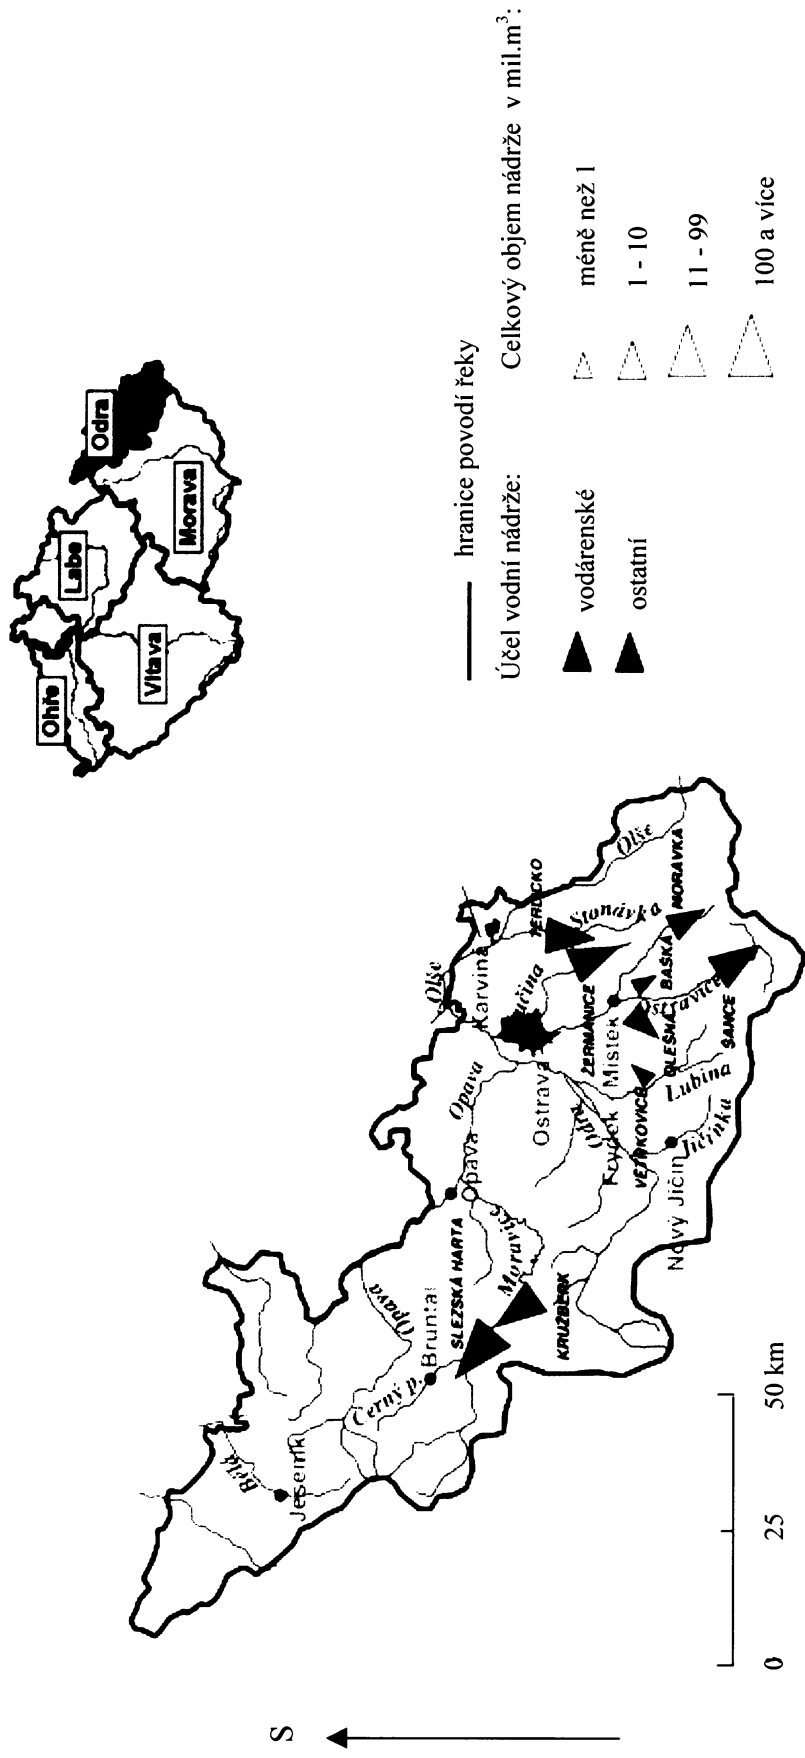 S
Ohře
Labe
Odra
Vltava
Morava
hranice povodí řeky
Účel vodní nádrže:
vodárenské
ostatní
Celkový objem nádrže v mil.m³:
méně než 1
1 - 10
11 - 99
100 a více
Bělá
Jeseník
Černý p.
Opava
Bruntál
SLEZSKÁ HARTA
Moravice
KRUŽBERK
Opava
Opava
Olše
Karviná
Ostrava
Odra
TĚRLICKO
Stonávka
Olše
ŽERMANICE
Frýdek Místek
OLEŠNÁ
BAŠKA
MORÁVKA
Ostravice
ŠANCE
VĚTŘKOVICE
Lubina
Nový Jičín
Jičínka
0 25 50 km